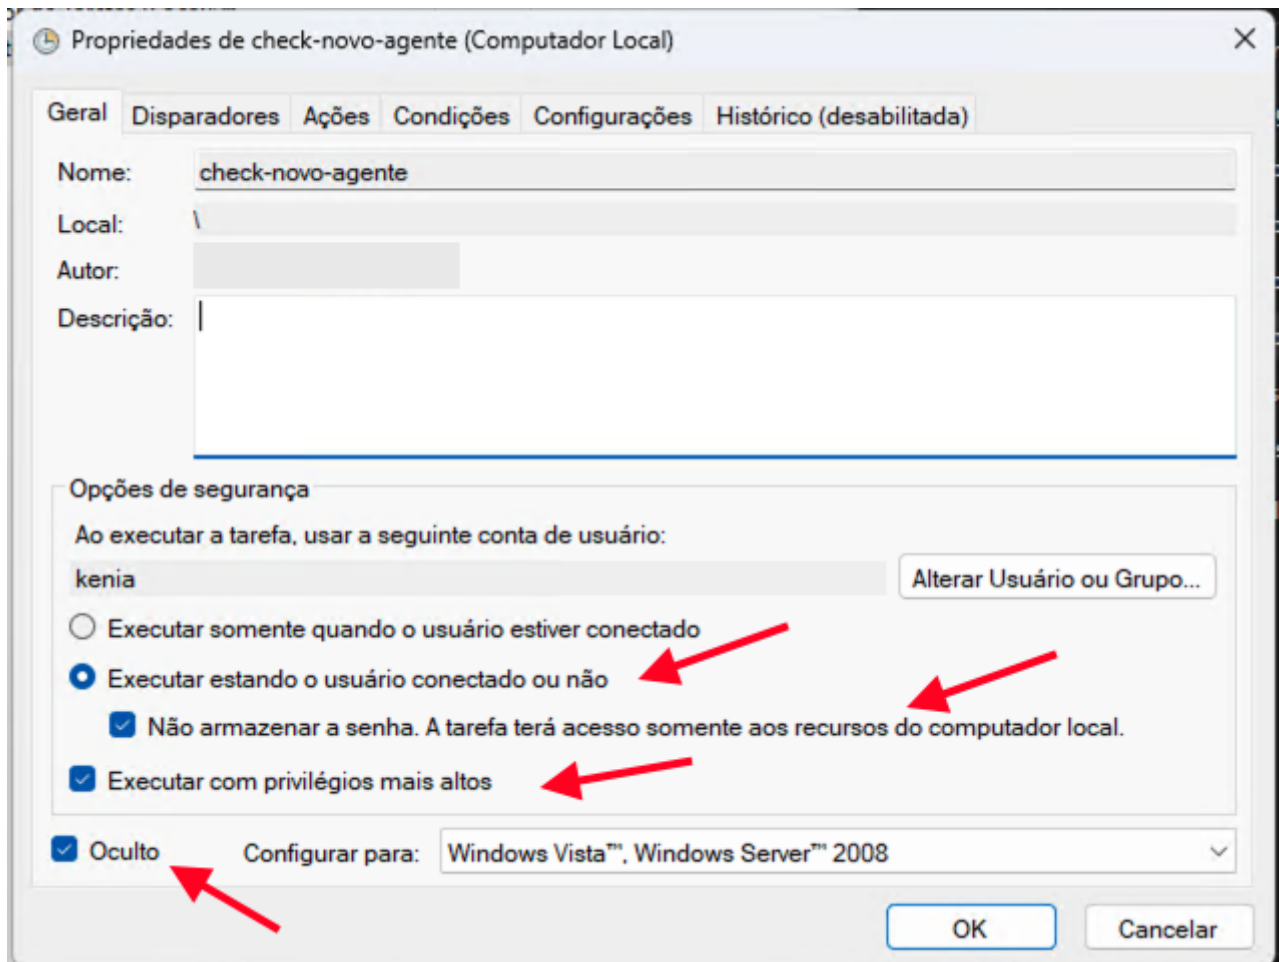 Propriedades de check-novo-agente (Computador Local)
Geral Disparadores Ações Condições Configurações Histórico (desabilitada)
Nome: check-novo-agente
Local: \
Autor:
Descrição:
Opções de segurança
Ao executar a tarefa, usar a seguinte conta de usuário:
kenia Alterar Usuário ou Grupo...
Executar somente quando o usuário estiver conectado
Executar estando o usuário conectado ou não
Não armazenar a senha. A tarefa terá acesso somente aos recursos do computador local.
Executar com privilégios mais altos
Oculto Configurar para: Windows Vista™, Windows Server™ 2008
OK Cancelar